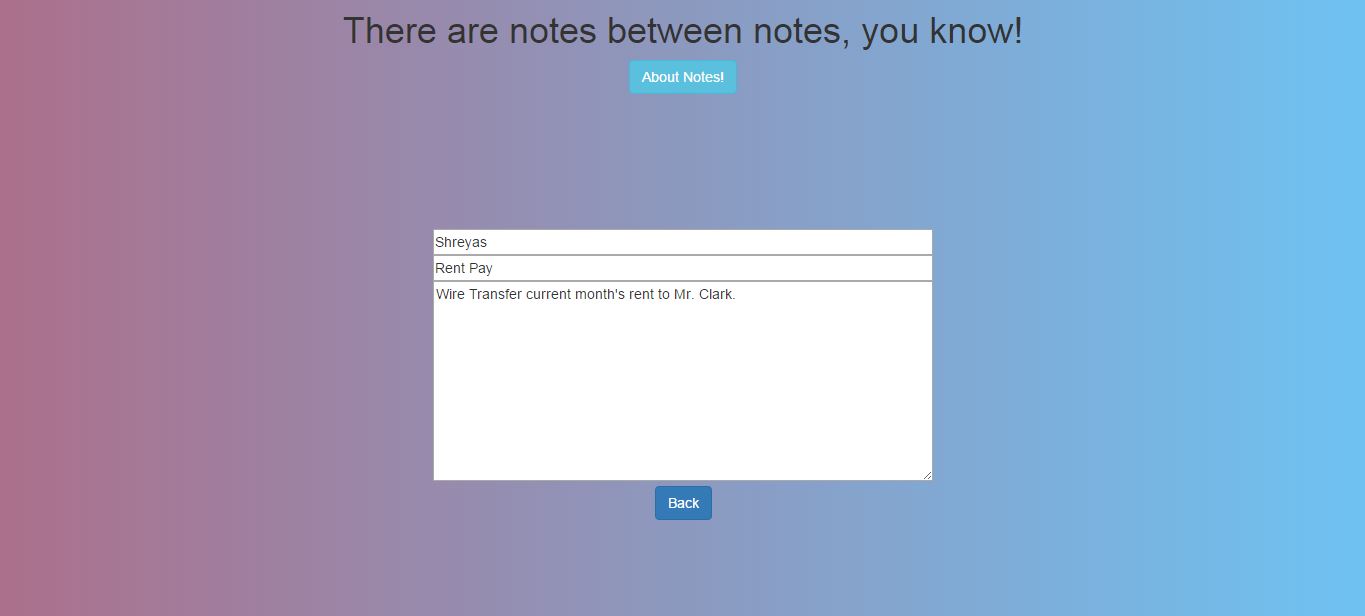 There are notes between notes, you know!
About Notes!
Shreyas
Rent Pay
Wire Transfer current month's rent to Mr. Clark.
Back